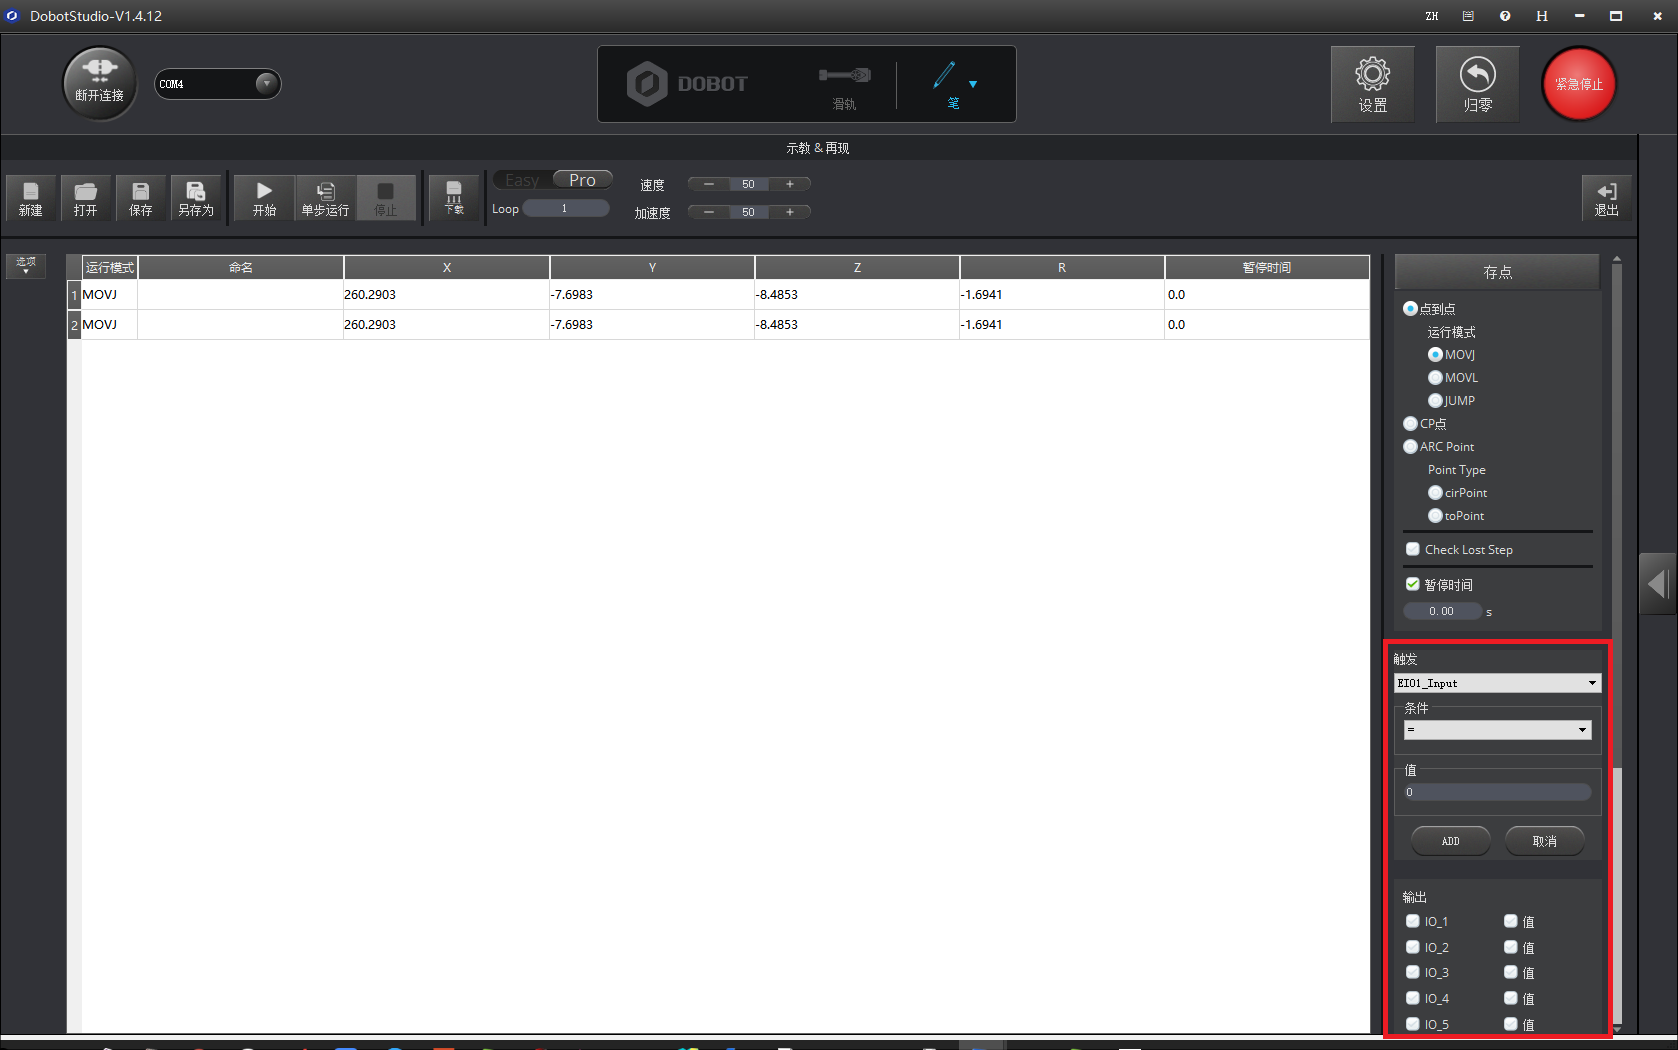 DobotStudio-V1.4.12
ZH
H
断开连接
COM4
DOBOT
滑轨
笔
设置
归零
紧急停止
示教 & 再现
新建
打开
保存
另存为
开始
单步运行
停止
下载
Easy Pro
Loop 1
速度 − 50 +
加速度 − 50 +
退出
选项
运行模式 命名 X Y Z R 暂停时间
1 MOVJ 260.2903 -7.6983 -8.4853 -1.6941 0.0
2 MOVJ 260.2903 -7.6983 -8.4853 -1.6941 0.0
存点
点到点
运行模式
MOVJ
MOVL
JUMP
CP点
ARC Point
Point Type
cirPoint
toPoint
Check Lost Step
暂停时间
0.00 s
触发
EIO1_Input
条件
=
值
0
ADD 取消
输出
IO_1 值
IO_2 值
IO_3 值
IO_4 值
IO_5 值